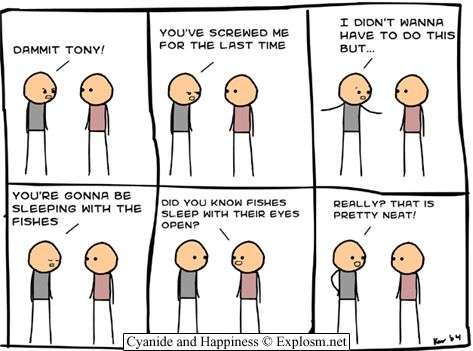 DAMMIT TONY!
YOU'VE SCREWED ME
FOR THE LAST TIME
I DIDN'T WANNA
HAVE TO DO THIS
BUT...
YOU'RE GONNA BE
SLEEPING WITH THE
FISHES
DID YOU KNOW FISHES
SLEEP WITH THEIR EYES
OPEN?
REALLY? THAT IS
PRETTY NEAT!
Cyanide and Happiness © Explosm.net